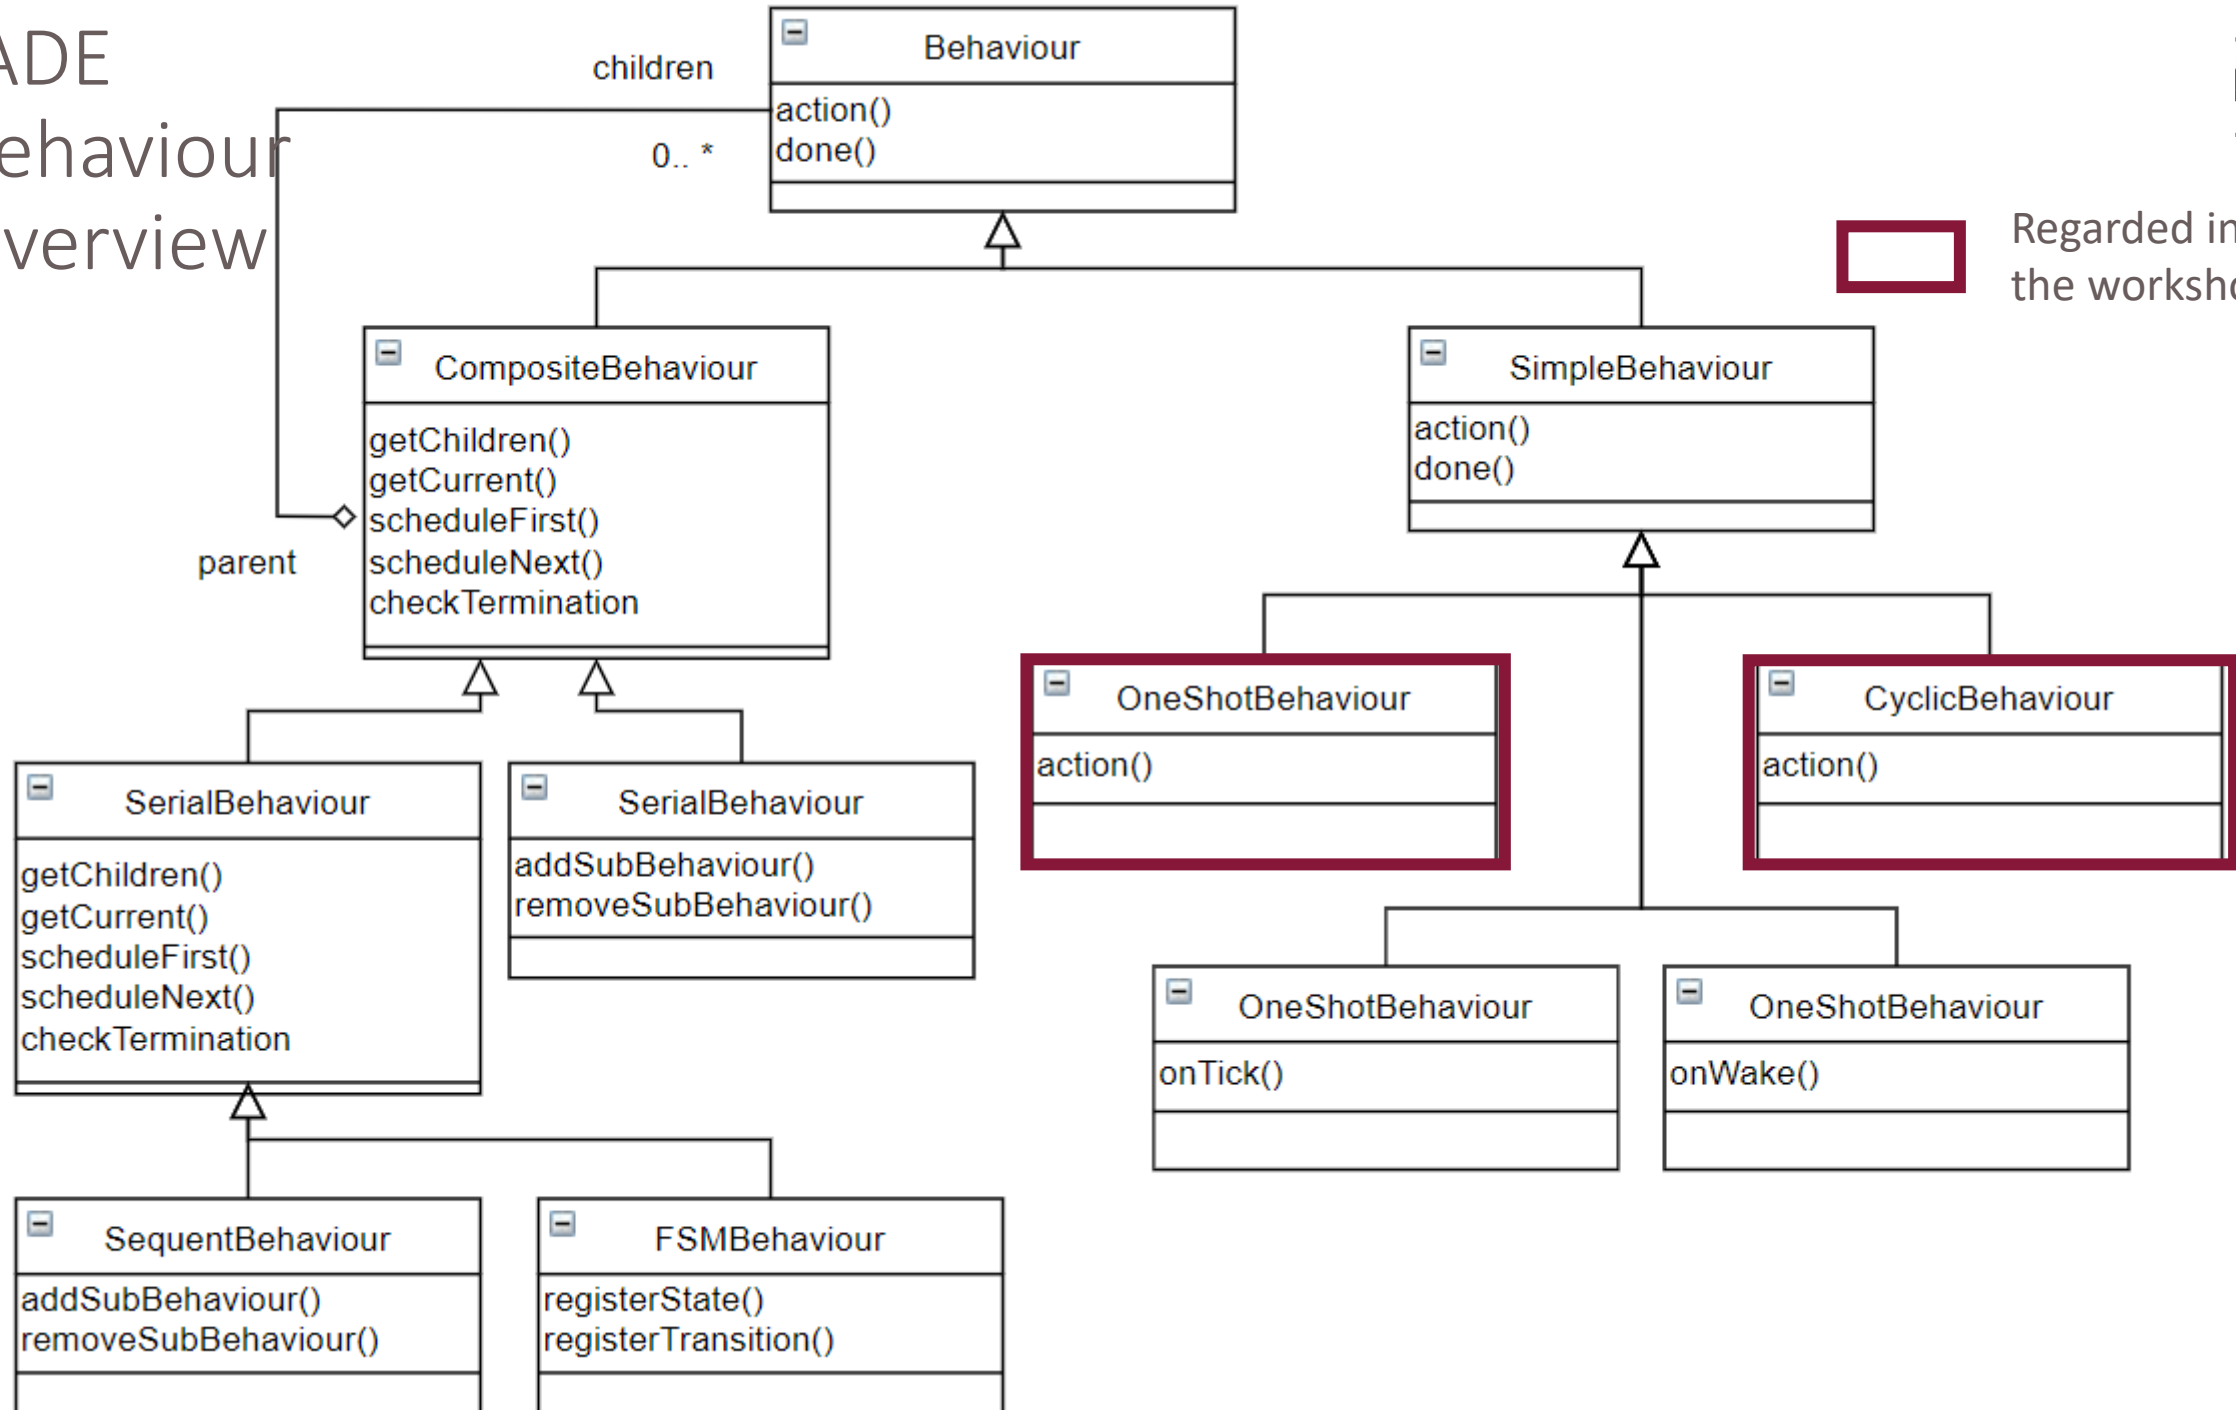 ADE
ehaviour
verview
children
0.. *
parent
Behaviour
action()
done()
Regarded in
the worksho
CompositeBehaviour
getChildren()
getCurrent()
scheduleFirst()
scheduleNext()
checkTermination
SimpleBehaviour
action()
done()
OneShotBehaviour
action()
CyclicBehaviour
action()
SerialBehaviour
getChildren()
getCurrent()
scheduleFirst()
scheduleNext()
checkTermination
SerialBehaviour
addSubBehaviour()
removeSubBehaviour()
OneShotBehaviour
onTick()
OneShotBehaviour
onWake()
SequentBehaviour
addSubBehaviour()
removeSubBehaviour()
FSMBehaviour
registerState()
registerTransition()